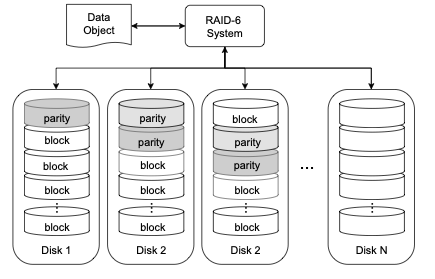 Data
Object
RAID-6
System
parity
block
block
block
⋮
block
Disk 1
parity
parity
block
block
⋮
block
Disk 2
block
parity
parity
block
⋮
block
Disk 2
...
⋮
Disk N